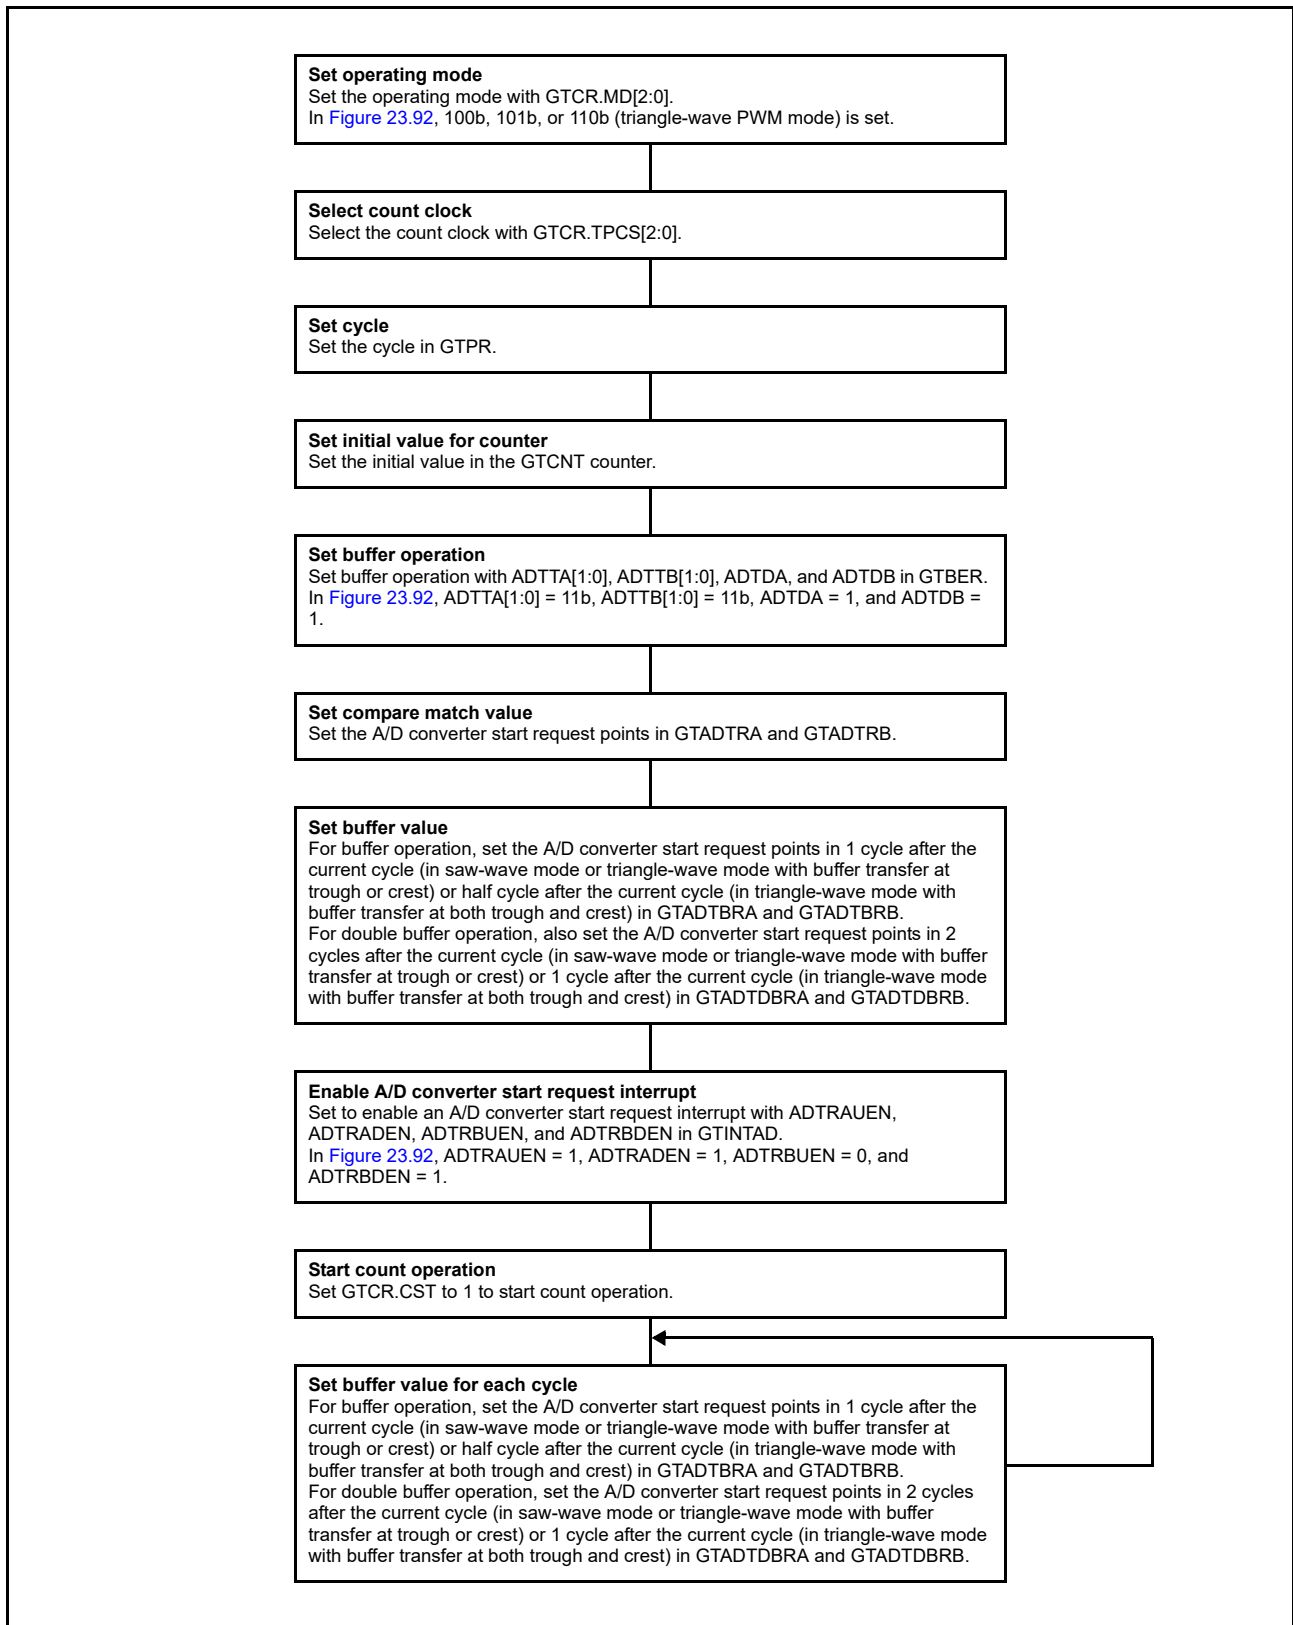 Set operating mode
Set the operating mode with GTCR.MD[2:0].
In Figure 23.92, 100b, 101b, or 110b (triangle-wave PWM mode) is set.
Select count clock
Select the count clock with GTCR.TPCS[2:0].
Set cycle
Set the cycle in GTPR.
Set initial value for counter
Set the initial value in the GTCNT counter.
Set buffer operation
Set buffer operation with ADTTA[1:0], ADTTB[1:0], ADTDA, and ADTDB in GTBER.
In Figure 23.92, ADTTA[1:0] = 11b, ADTTB[1:0] = 11b, ADTDA = 1, and ADTDB =
1.
Set compare match value
Set the A/D converter start request points in GTADTRA and GTADTRB.
Set buffer value
For buffer operation, set the A/D converter start request points in 1 cycle after the
current cycle (in saw-wave mode or triangle-wave mode with buffer transfer at
trough or crest) or half cycle after the current cycle (in triangle-wave mode with
buffer transfer at both trough and crest) in GTADTBRA and GTADTBRB.
For double buffer operation, also set the A/D converter start request points in 2
cycles after the current cycle (in saw-wave mode or triangle-wave mode with buffer
transfer at trough or crest) or 1 cycle after the current cycle (in triangle-wave mode
with buffer transfer at both trough and crest) in GTADTDBRA and GTADTDBRB.
Enable A/D converter start request interrupt
Set to enable an A/D converter start request interrupt with ADTRAUEN,
ADTRADEN, ADTRBUEN, and ADTRBDEN in GTINTAD.
In Figure 23.92, ADTRAUEN = 1, ADTRADEN = 1, ADTRBUEN = 0, and
ADTRBDEN = 1.
Start count operation
Set GTCR.CST to 1 to start count operation.
Set buffer value for each cycle
For buffer operation, set the A/D converter start request points in 1 cycle after the
current cycle (in saw-wave mode or triangle-wave mode with buffer transfer at
trough or crest) or half cycle after the current cycle (in triangle-wave mode with
buffer transfer at both trough and crest) in GTADTBRA and GTADTBRB.
For double buffer operation, set the A/D converter start request points in 2 cycles
after the current cycle (in saw-wave mode or triangle-wave mode with buffer
transfer at trough or crest) or 1 cycle after the current cycle (in triangle-wave mode
with buffer transfer at both trough and crest) in GTADTDBRA and GTADTDBRB.